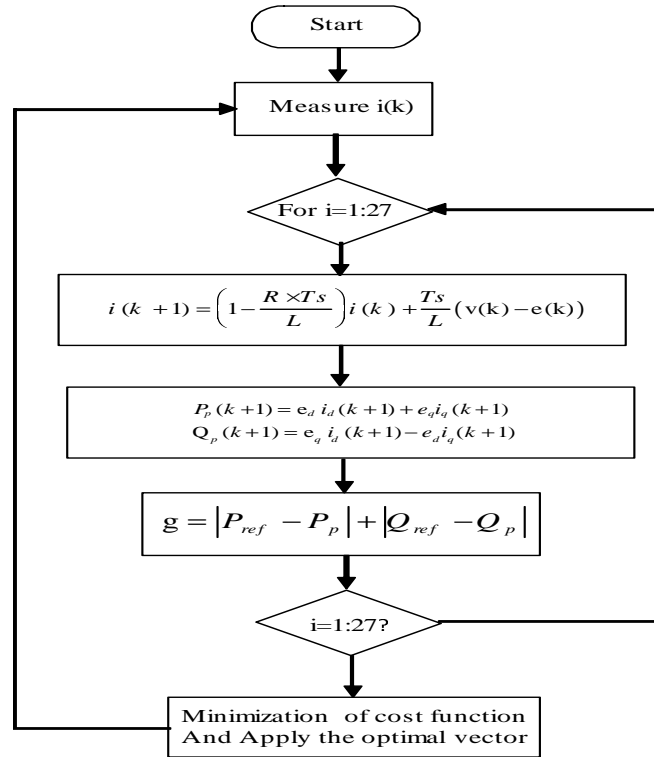 Start
Measure i(k)
For i=1:27
i (k +1) = (1 - R ×Ts / L) i (k) + Ts / L (v(k) − e(k))
P_p (k +1) = e_d i_d (k +1) + e_q i_q (k +1)
Q_p (k +1) = e_q i_d (k +1) − e_d i_q (k +1)
g = |P_ref − P_p| + |Q_ref − Q_p|
i=1:27?
Minimization of cost function
And Apply the optimal vector